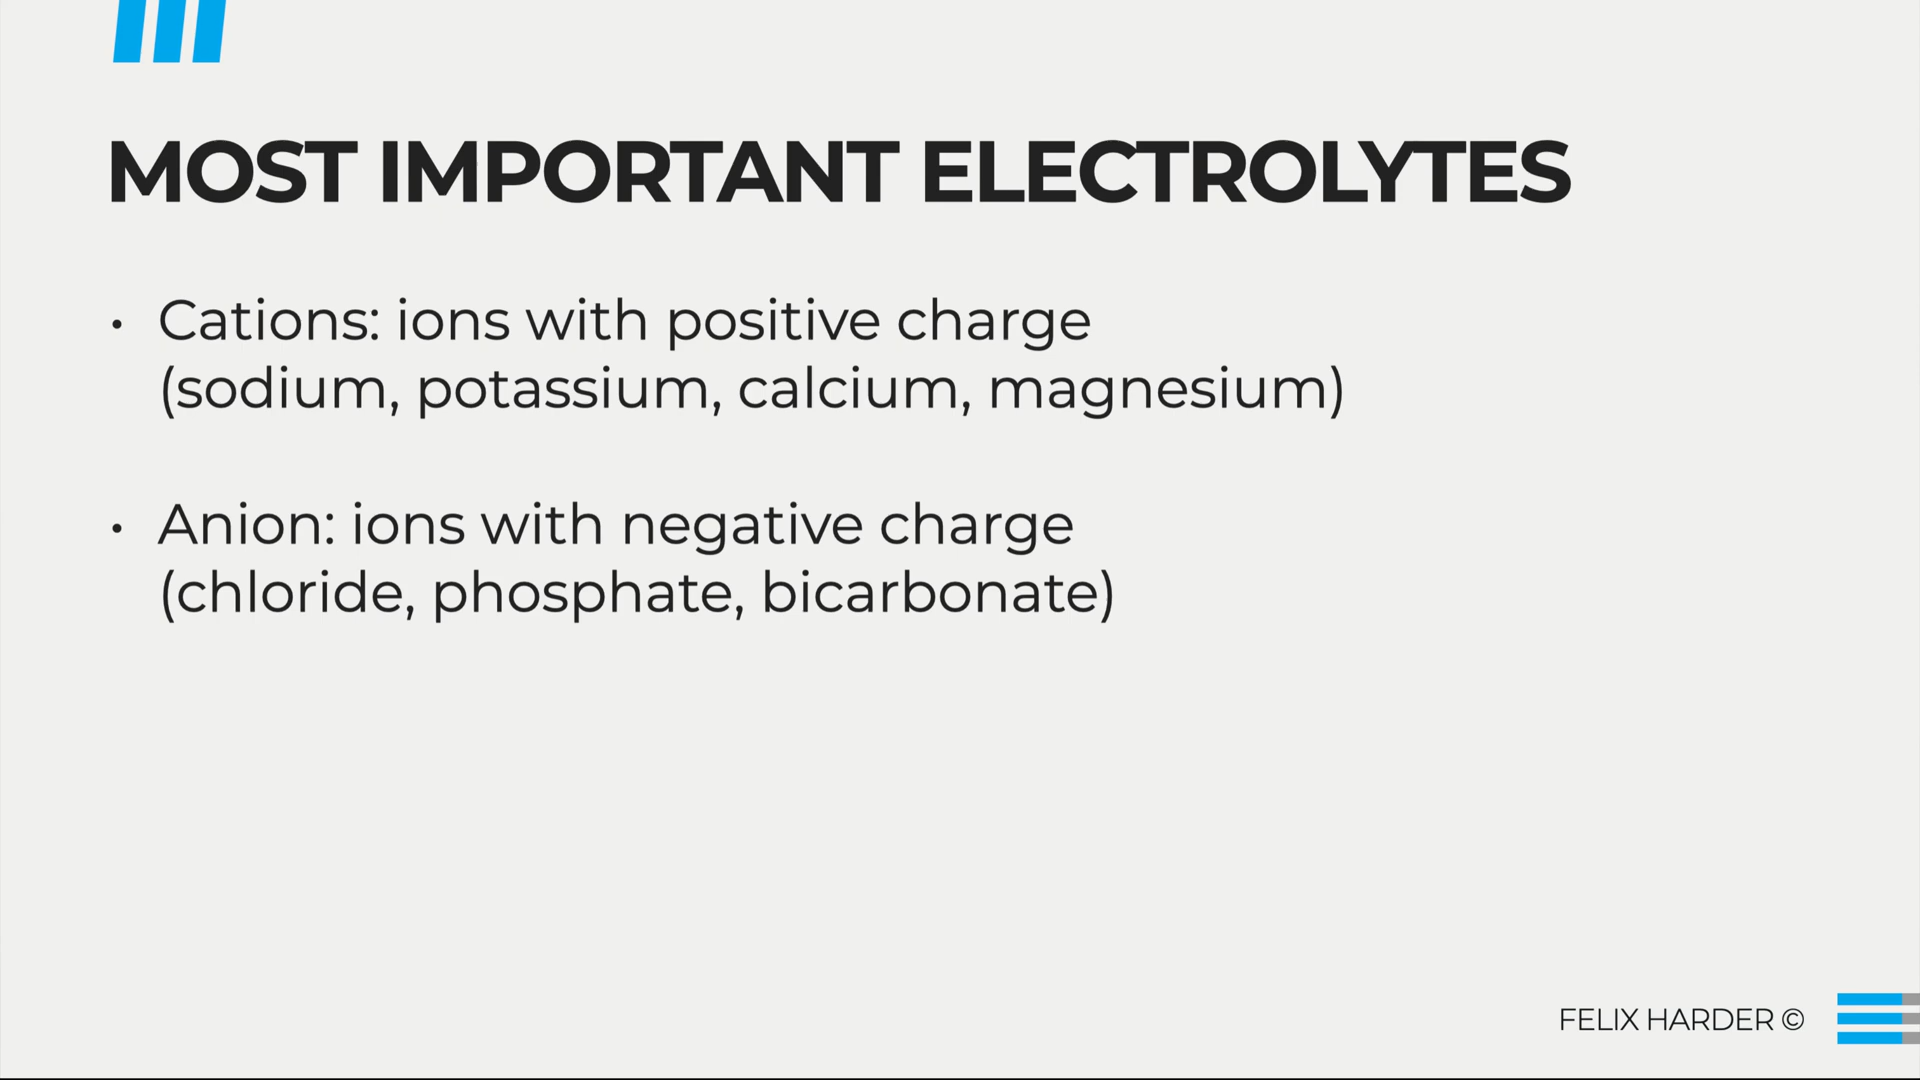 MOST IMPORTANT ELECTROLYTES
• Cations: ions with positive charge
(sodium, potassium, calcium, magnesium)
• Anion: ions with negative charge
(chloride, phosphate, bicarbonate)
FELIX HARDER ©